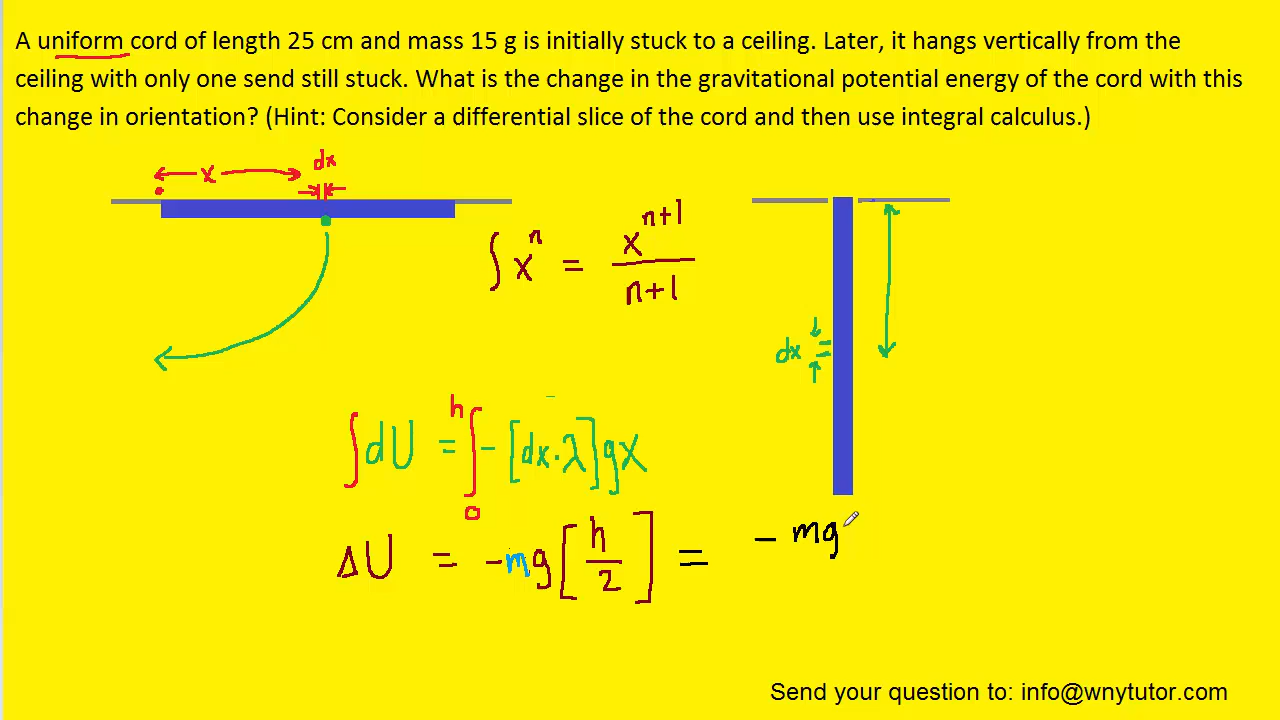 A uniform cord of length 25 cm and mass 15 g is initially stuck to a ceiling. Later, it hangs vertically from the
ceiling with only one send still stuck. What is the change in the gravitational potential energy of the cord with this
change in orientation? (Hint: Consider a differential slice of the cord and then use integral calculus.)
dx
x
∫ xⁿ = xⁿ⁺¹ / n+1
dx
∫ dU = ∫₀ʰ - [dx · λ] g x
ΔU = -mg [h/2] = - mg
Send your question to: info@wnytutor.com